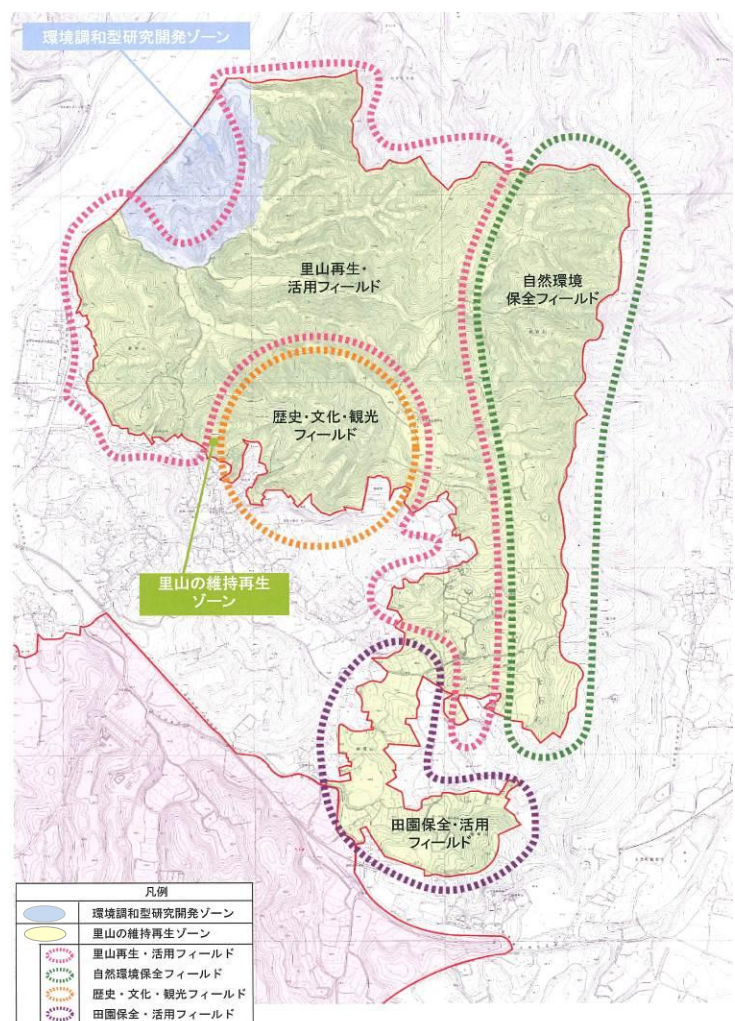 環境調和型研究開発ゾーン
里山再生・
活用フィールド
自然環境
保全フィールド
歴史・文化・観光
フィールド
里山の維持再生
ゾーン
田園保全・活用
フィールド
凡例
環境調和型研究開発ゾーン
里山の維持再生ゾーン
里山再生・活用フィールド
自然環境保全フィールド
歴史・文化・観光フィールド
田園保全・活用フィールド